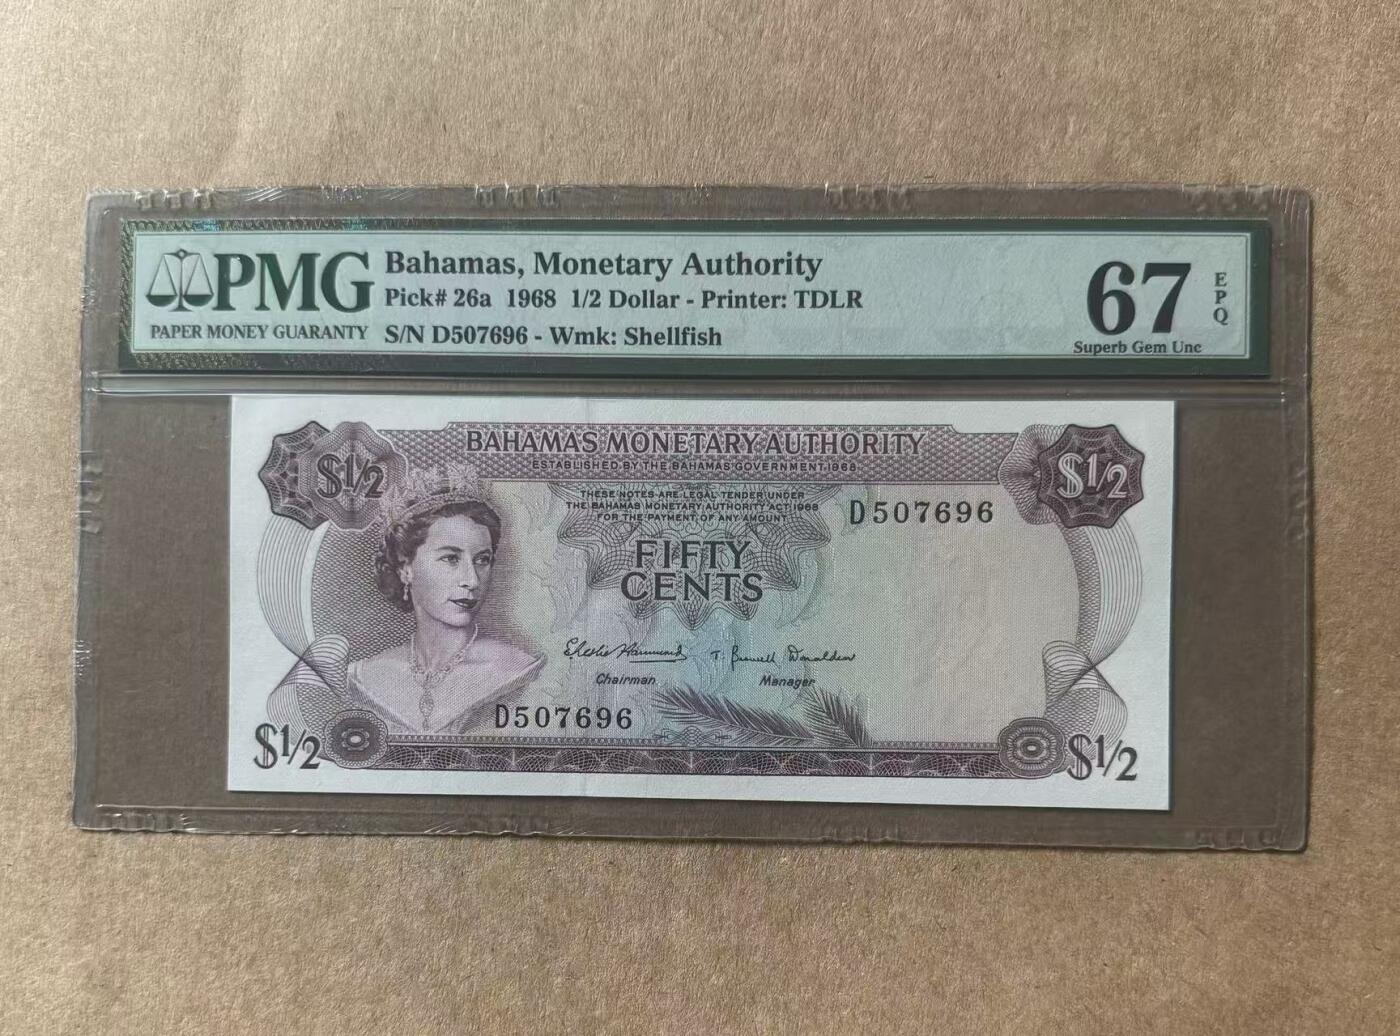 PMG
PAPER MONEY GUARANTY
Bahamas, Monetary Authority
Pick# 26a 1968 1/2 Dollar - Printer: TDLR
S/N D507696 - Wmk: Shellfish
67
EPQ
Superb Gem Unc
BAHAMAS MONETARY AUTHORITY
ESTABLISHED BY THE BAHAMAS GOVERNMENT 1968
$1/2
$1/2
THESE NOTES ARE LEGAL TENDER UNDER
THE BAHAMAS MONETARY AUTHORITY ACT 1968
FOR THE PAYMENT OF ANY AMOUNT
D507696
FIFTY
CENTS
Chairman
Manager
D507696
$1/2
$1/2